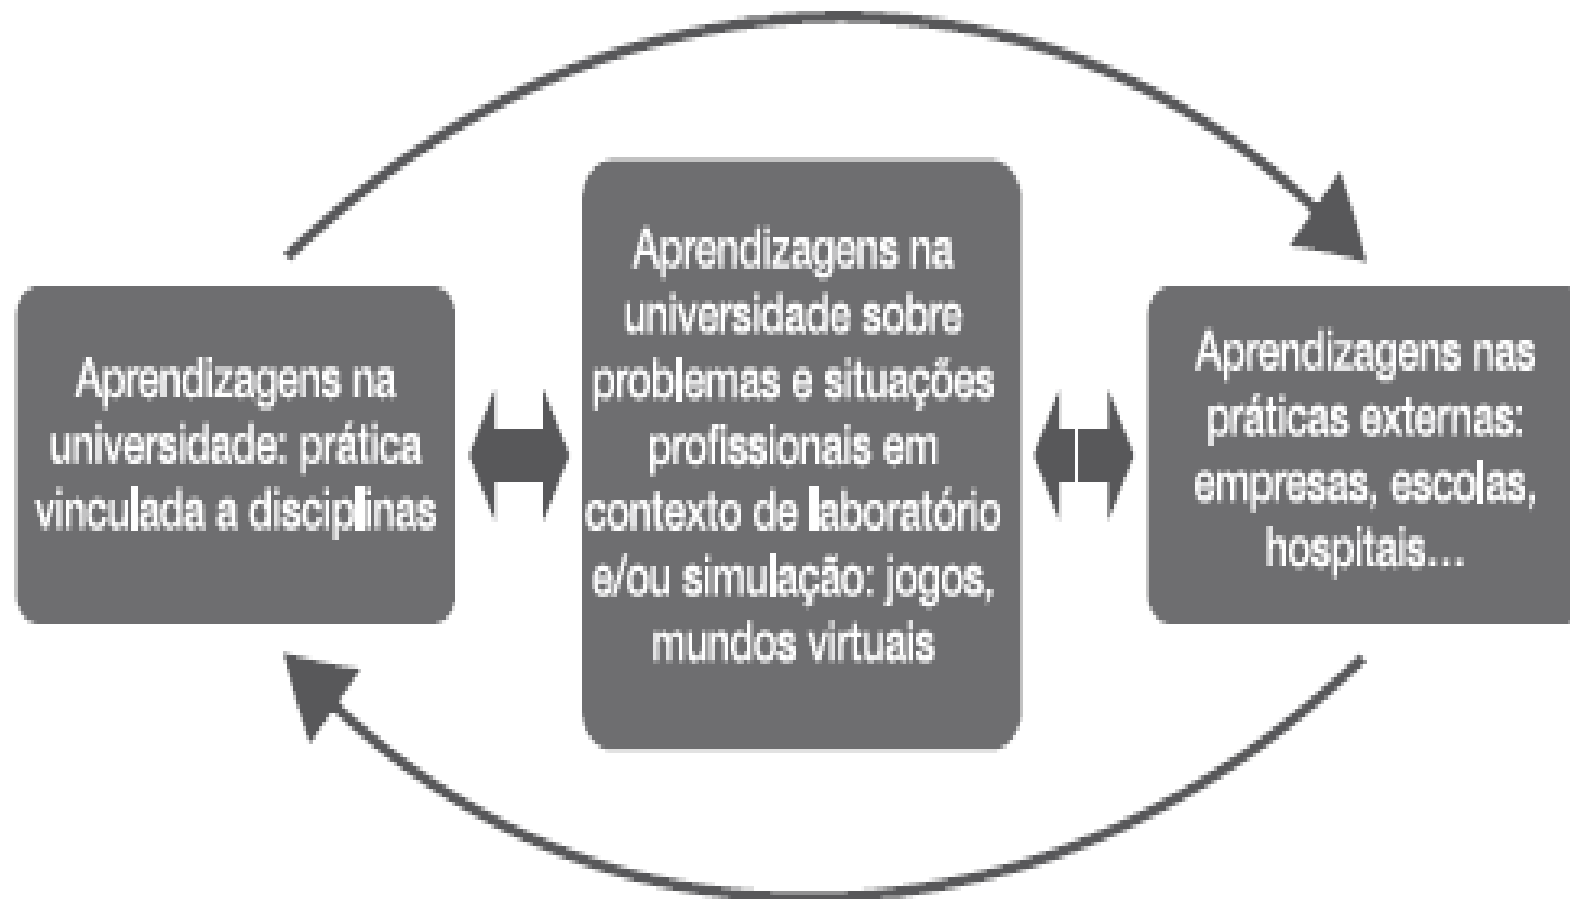 Aprendizagens na
universidade: prática
vinculada a disciplinas
Aprendizagens na
universidade sobre
problemas e situações
profissionais em
contexto de laboratório
e/ou simulação: jogos,
mundos virtuais
Aprendizagens nas
práticas externas:
empresas, escolas,
hospitais...